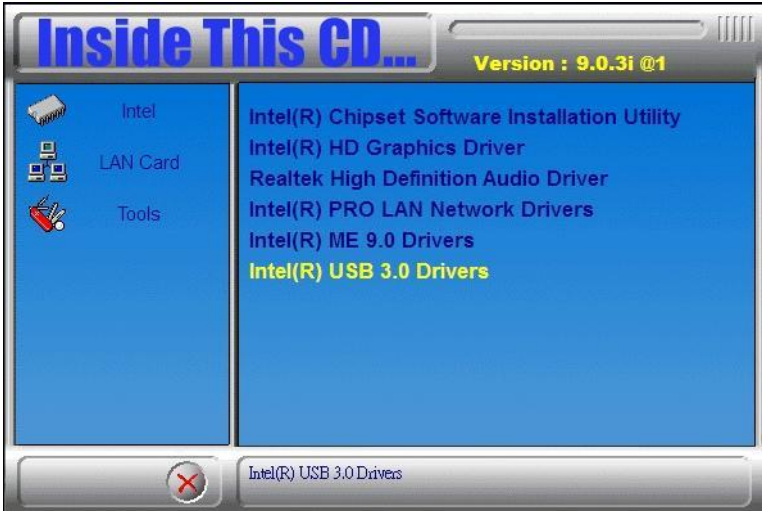 Inside This CD...
Version : 9.0.3i @1
Intel
LAN Card
Tools
Intel(R) Chipset Software Installation Utility
Intel(R) HD Graphics Driver
Realtek High Definition Audio Driver
Intel(R) PRO LAN Network Drivers
Intel(R) ME 9.0 Drivers
Intel(R) USB 3.0 Drivers
Intel(R) USB 3.0 Drivers